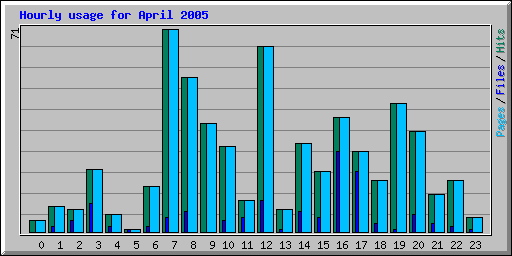 Hourly usage for April 2005
71
Pages/Files/Hits
0 1 2 3 4 5 6 7 8 9 10 11 12 13 14 15 16 17 18 19 20 21 22 23